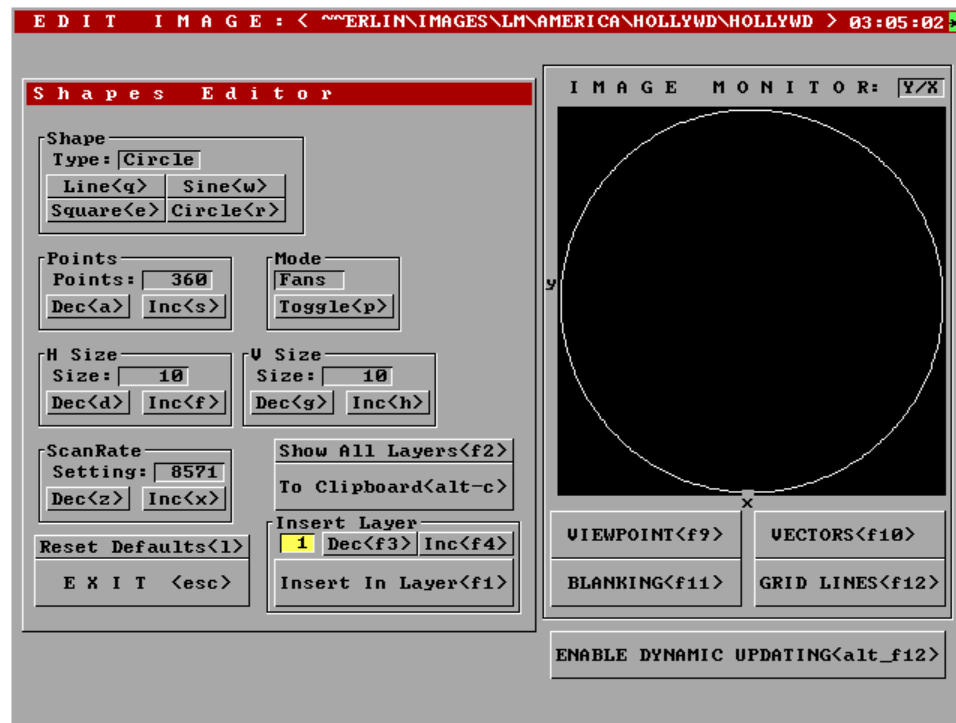 E D I T   I M A G E : < ~~ERLIN\IMAGES\LM\AMERICA\HOLLYWD\HOLLYWD > 03:05:02 *
S h a p e s   E d i t o r
Shape
Type: Circle
Line<q> Sine<w>
Square<e> Circle<r>
Points
Points: 360
Dec<a> Inc<s>
Mode
Fans
Toggle<p>
H Size
Size: 10
Dec<d> Inc<f>
V Size
Size: 10
Dec<g> Inc<h>
ScanRate
Setting: 8571
Dec<z> Inc<x>
Show All Layers<f2>
To Clipboard<alt-c>
Reset Defaults<l>
E X I T <esc>
Insert Layer
1 Dec<f3> Inc<f4>
Insert In Layer<f1>
I M A G E   M O N I T O R: Y/X
y
x
VIEWPOINT<f9> VECTORS<f10>
BLANKING<f11> GRID LINES<f12>
ENABLE DYNAMIC UPDATING<alt_f12>